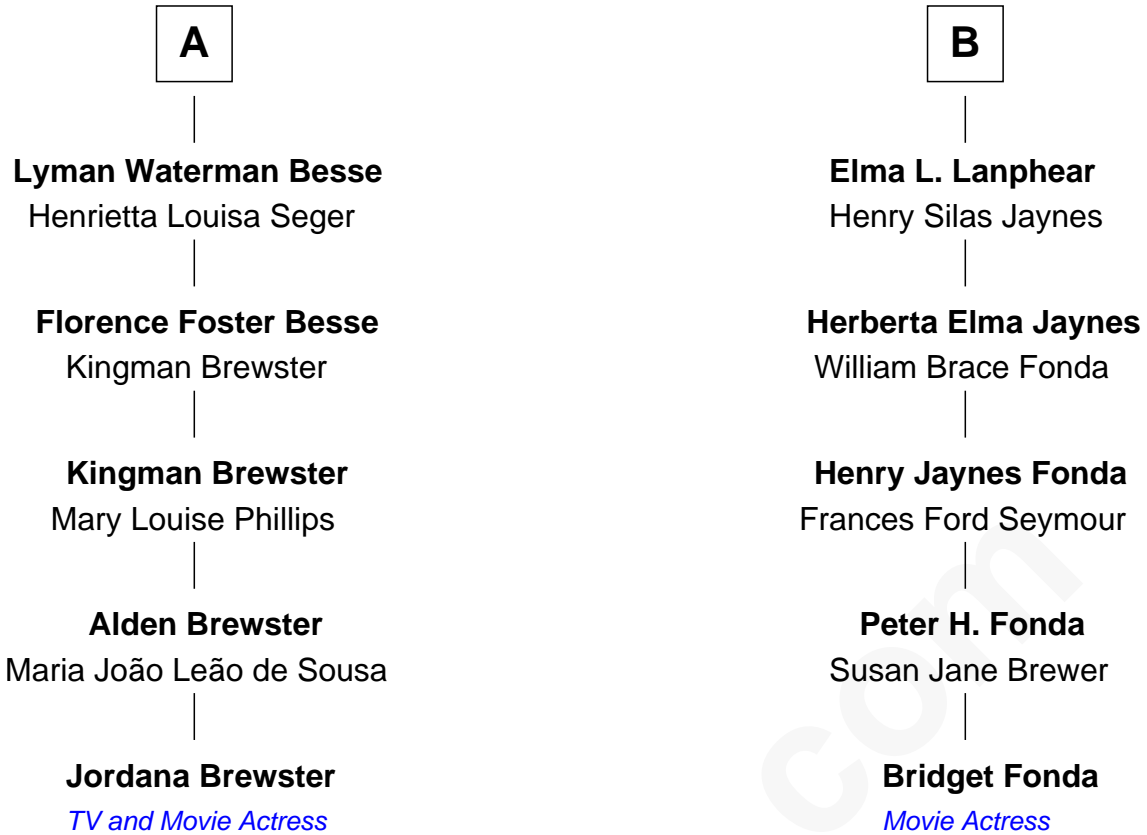 A
Lyman Waterman Besse
Henrietta Louisa Seger
Florence Foster Besse
Kingman Brewster
Kingman Brewster
Mary Louise Phillips
Alden Brewster
Maria João Leão de Sousa
Jordana Brewster
TV and Movie Actress
B
Elma L. Lanphear
Henry Silas Jaynes
Herberta Elma Jaynes
William Brace Fonda
Henry Jaynes Fonda
Frances Ford Seymour
Peter H. Fonda
Susan Jane Brewer
Bridget Fonda
Movie Actress
com